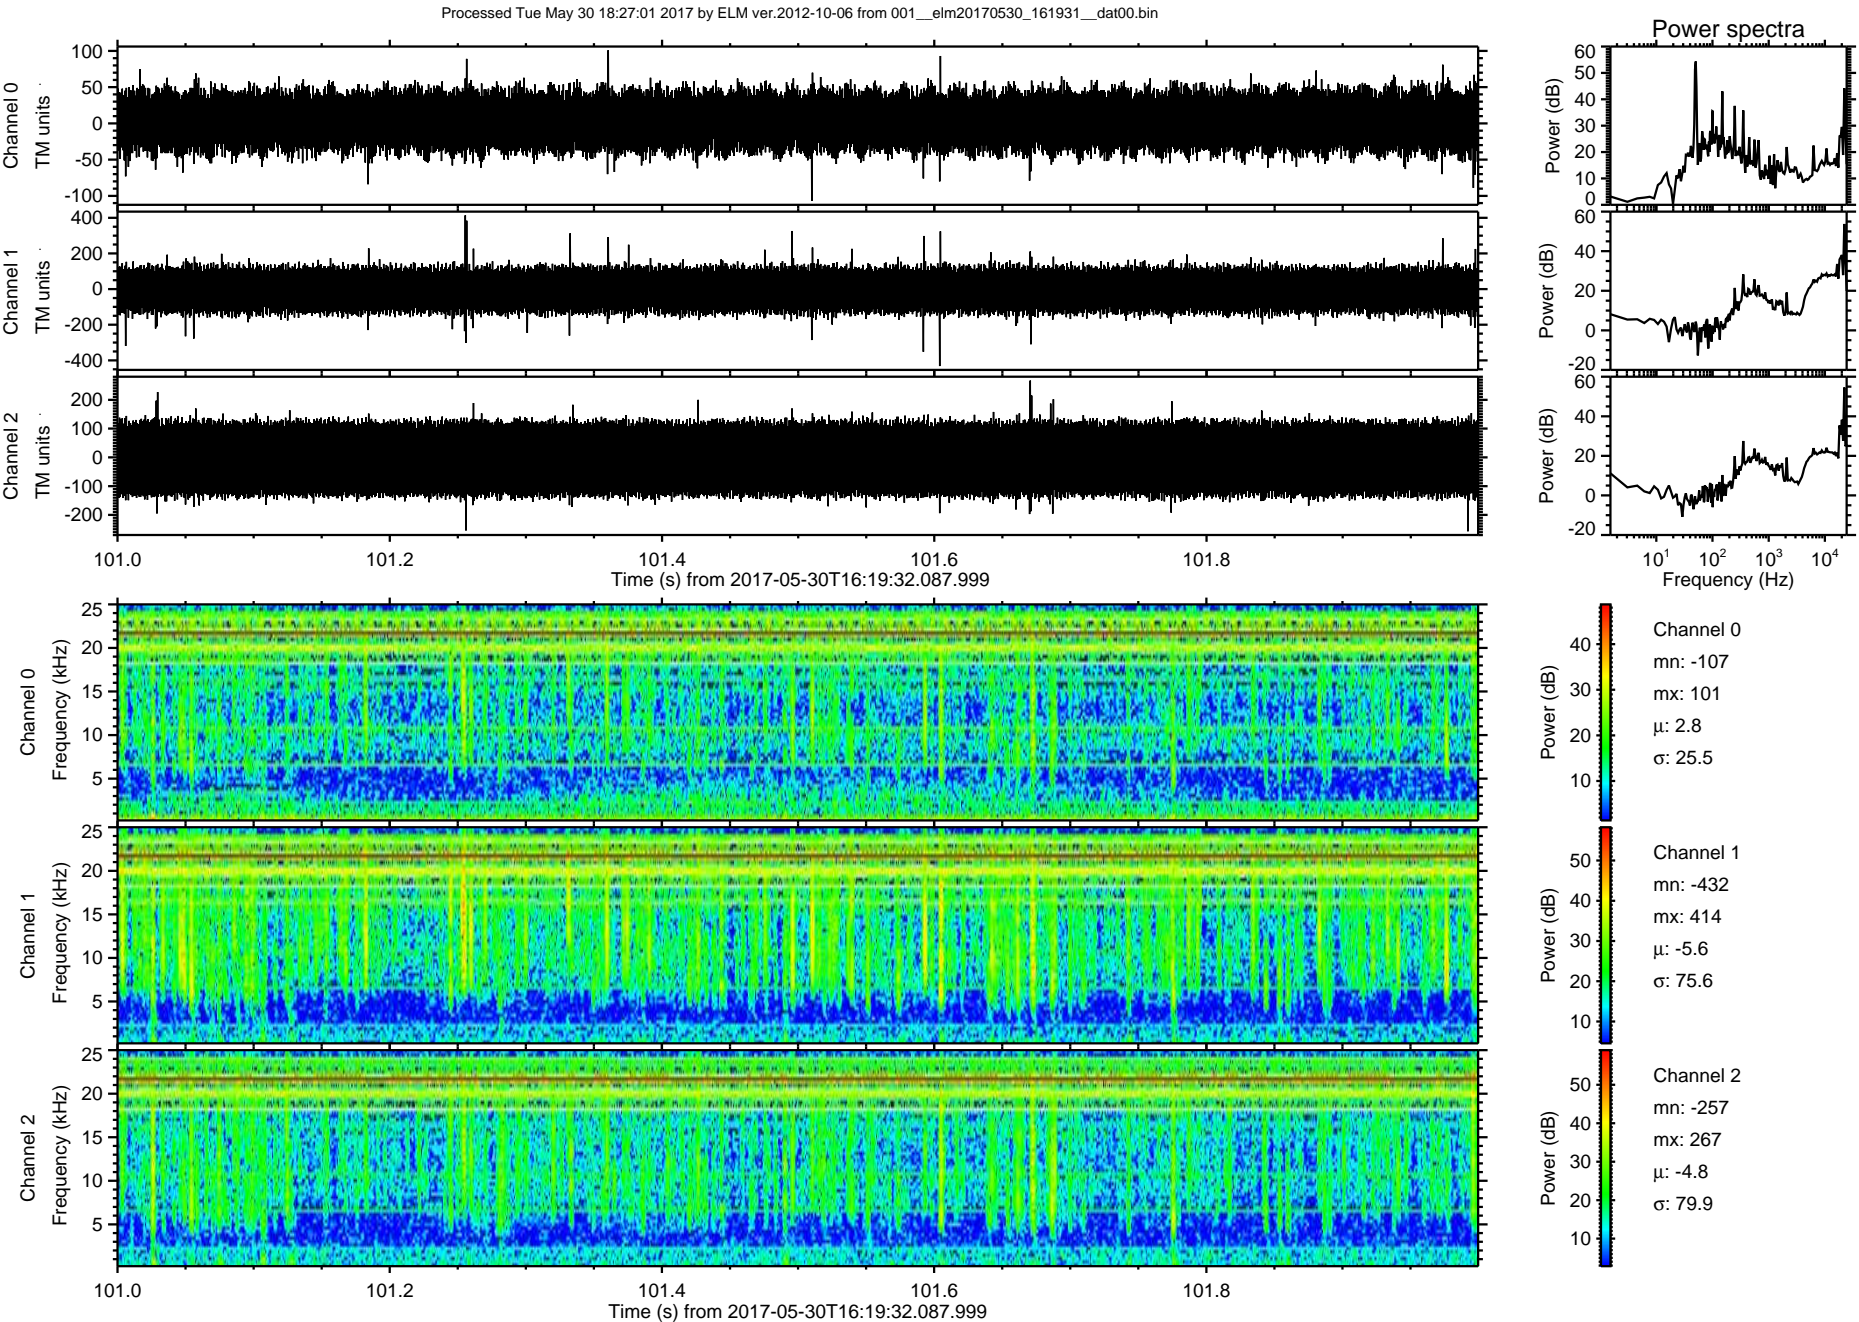 Processed Tue May 30 18:27:01 2017 by ELM ver.2012-10-06 from 001__elm20170530_161931__dat00.bin
Power spectra
Channel 0
TM units
100
50
0
-50
-100
Power (dB)
60
50
40
30
20
10
0
Channel 1
TM units
400
200
0
-200
-400
Power (dB)
60
40
20
0
-20
Channel 2
TM units
200
100
0
-100
-200
Power (dB)
60
40
20
0
-20
101.0 101.2 101.4 101.6 101.8
Time (s) from 2017-05-30T16:19:32.087.999
10¹ 10² 10³ 10⁴
Frequency (Hz)
Channel 0
Frequency (kHz)
25
20
15
10
5
Power (dB)
40
30
20
10
Channel 0
mn: -107
mx: 101
μ: 2.8
σ: 25.5
Channel 1
Frequency (kHz)
25
20
15
10
5
Power (dB)
50
40
30
20
10
Channel 1
mn: -432
mx: 414
μ: -5.6
σ: 75.6
Channel 2
Frequency (kHz)
25
20
15
10
5
Power (dB)
50
40
30
20
10
Channel 2
mn: -257
mx: 267
μ: -4.8
σ: 79.9
101.0 101.2 101.4 101.6 101.8
Time (s) from 2017-05-30T16:19:32.087.999